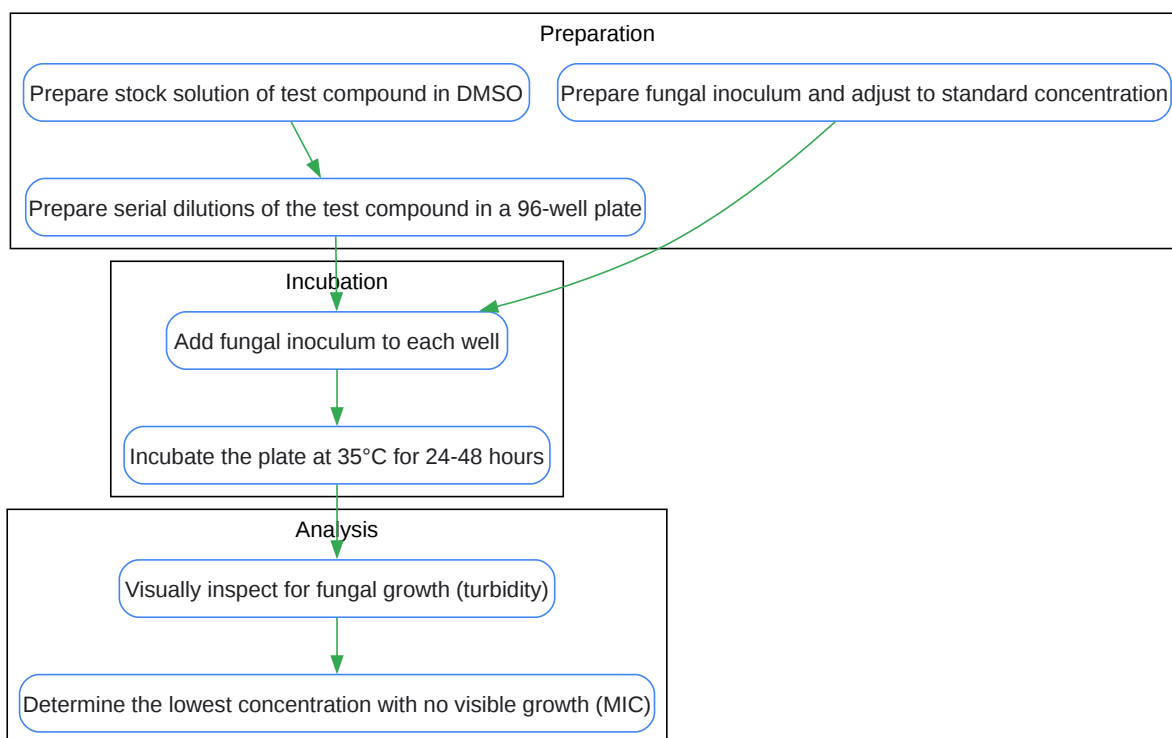 Preparation
Prepare stock solution of test compound in DMSO
Prepare fungal inoculum and adjust to standard concentration
Prepare serial dilutions of the test compound in a 96-well plate
Incubation
Add fungal inoculum to each well
Incubate the plate at 35°C for 24-48 hours
Analysis
Visually inspect for fungal growth (turbidity)
Determine the lowest concentration with no visible growth (MIC)